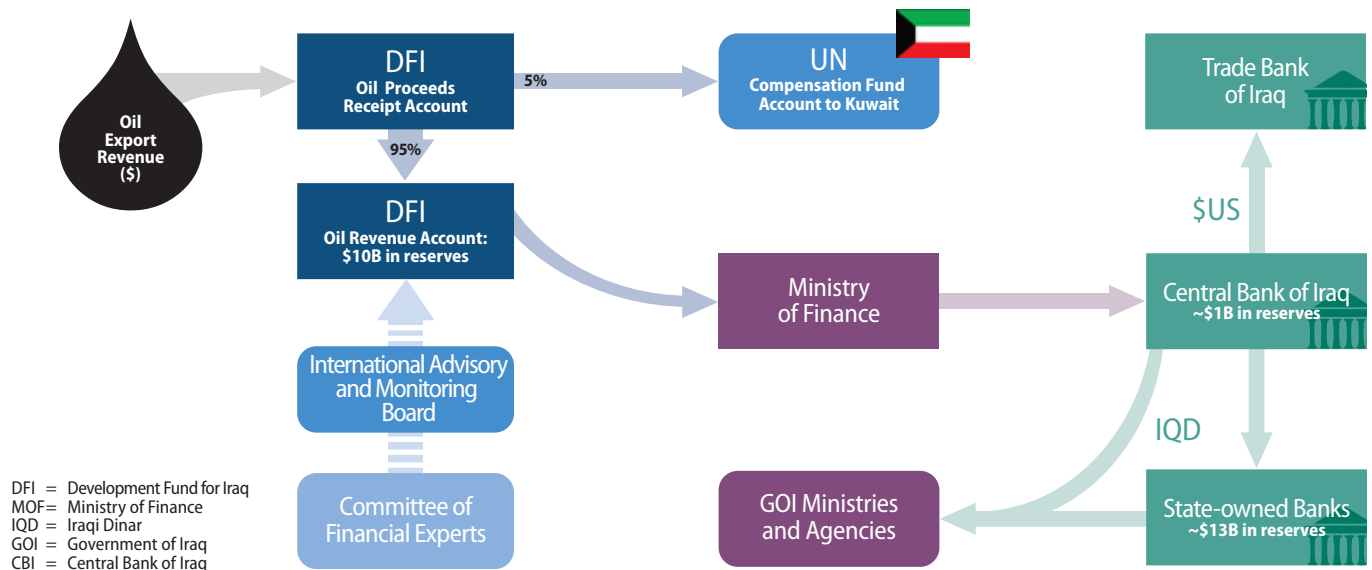 Oil
Export
Revenue
($)
DFI
Oil Proceeds
Receipt Account
5%
UN
Compensation Fund
Account to Kuwait
Trade Bank
of Iraq
95%
DFI
Oil Revenue Account:
$10B in reserves
$US
Ministry
of Finance
Central Bank of Iraq
~$1B in reserves
International Advisory
and Monitoring
Board
IQD
Committee of
Financial Experts
GOI Ministries
and Agencies
State-owned Banks
~$13B in reserves
DFI = Development Fund for Iraq
MOF= Ministry of Finance
IQD = Iraqi Dinar
GOI = Government of Iraq
CBI = Central Bank of Iraq